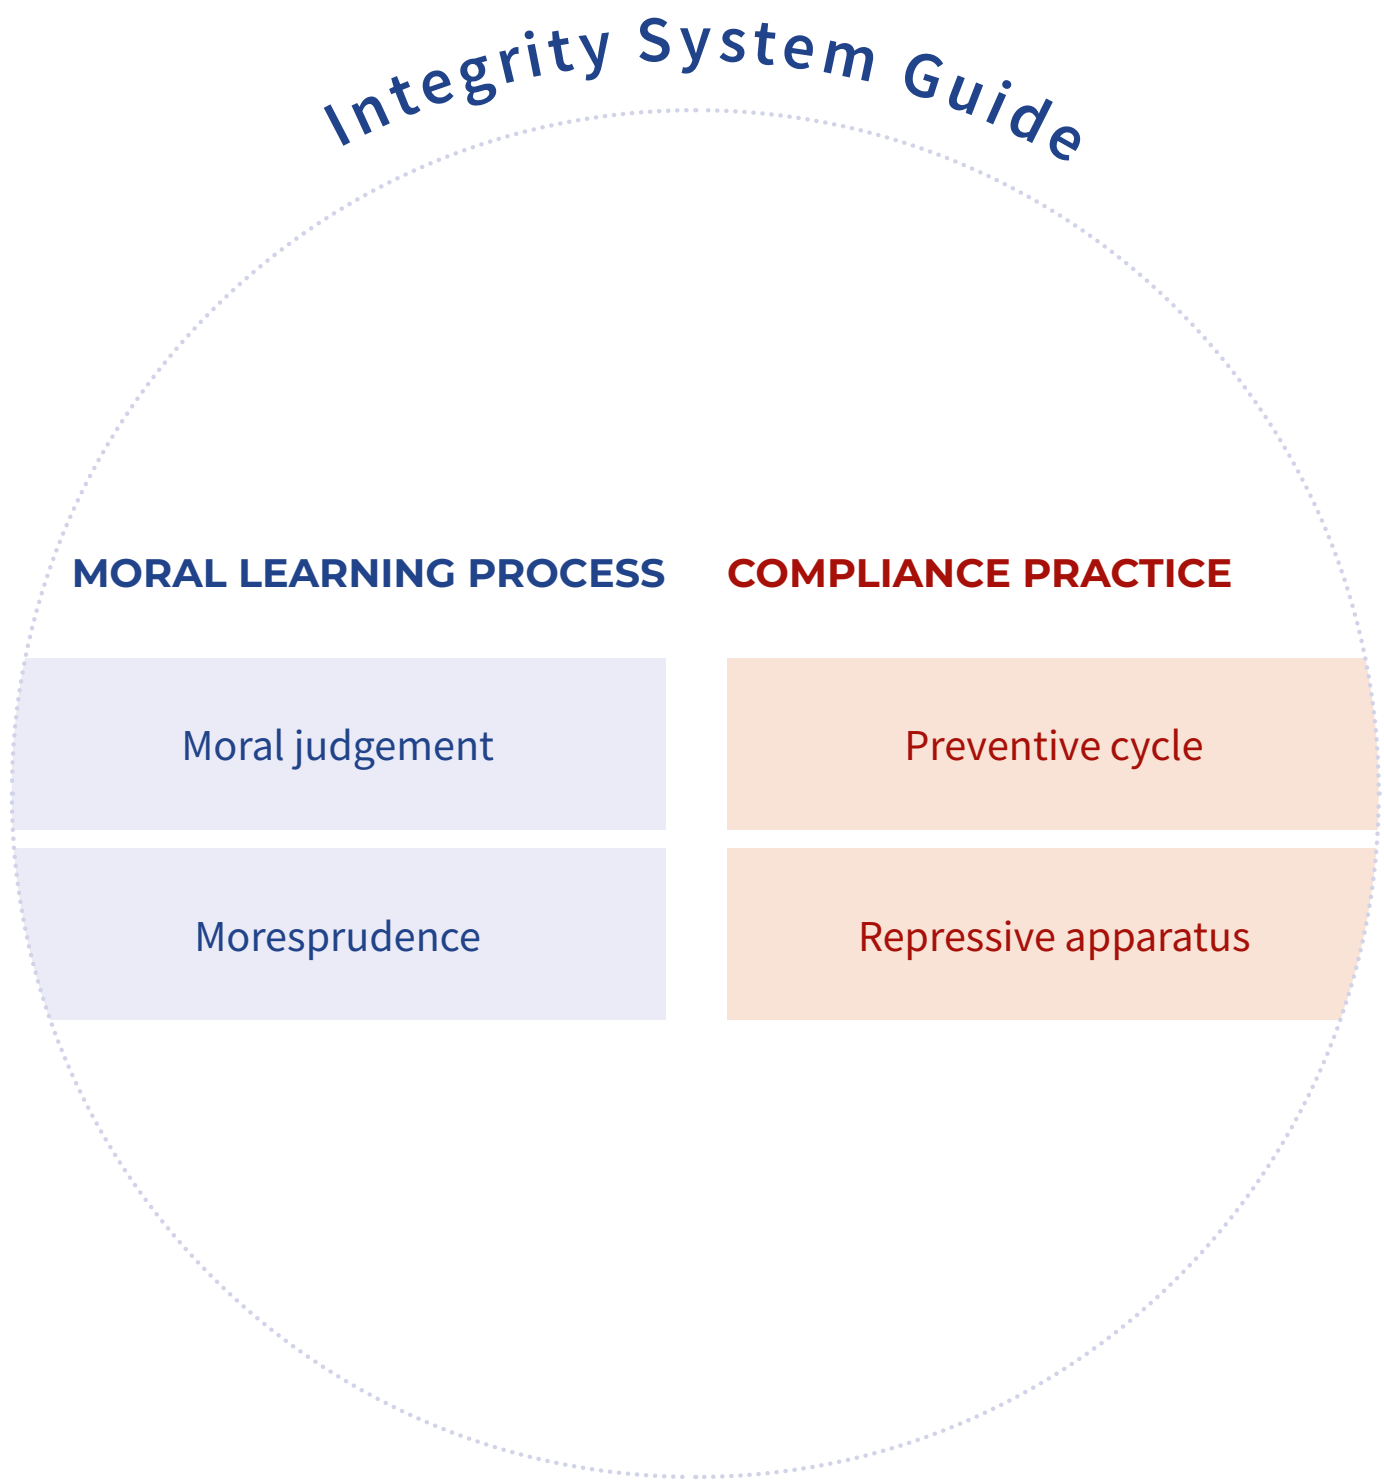 Integrity System Guide
MORAL LEARNING PROCESS
COMPLIANCE PRACTICE
Moral judgement
Preventive cycle
Moresprudence
Repressive apparatus